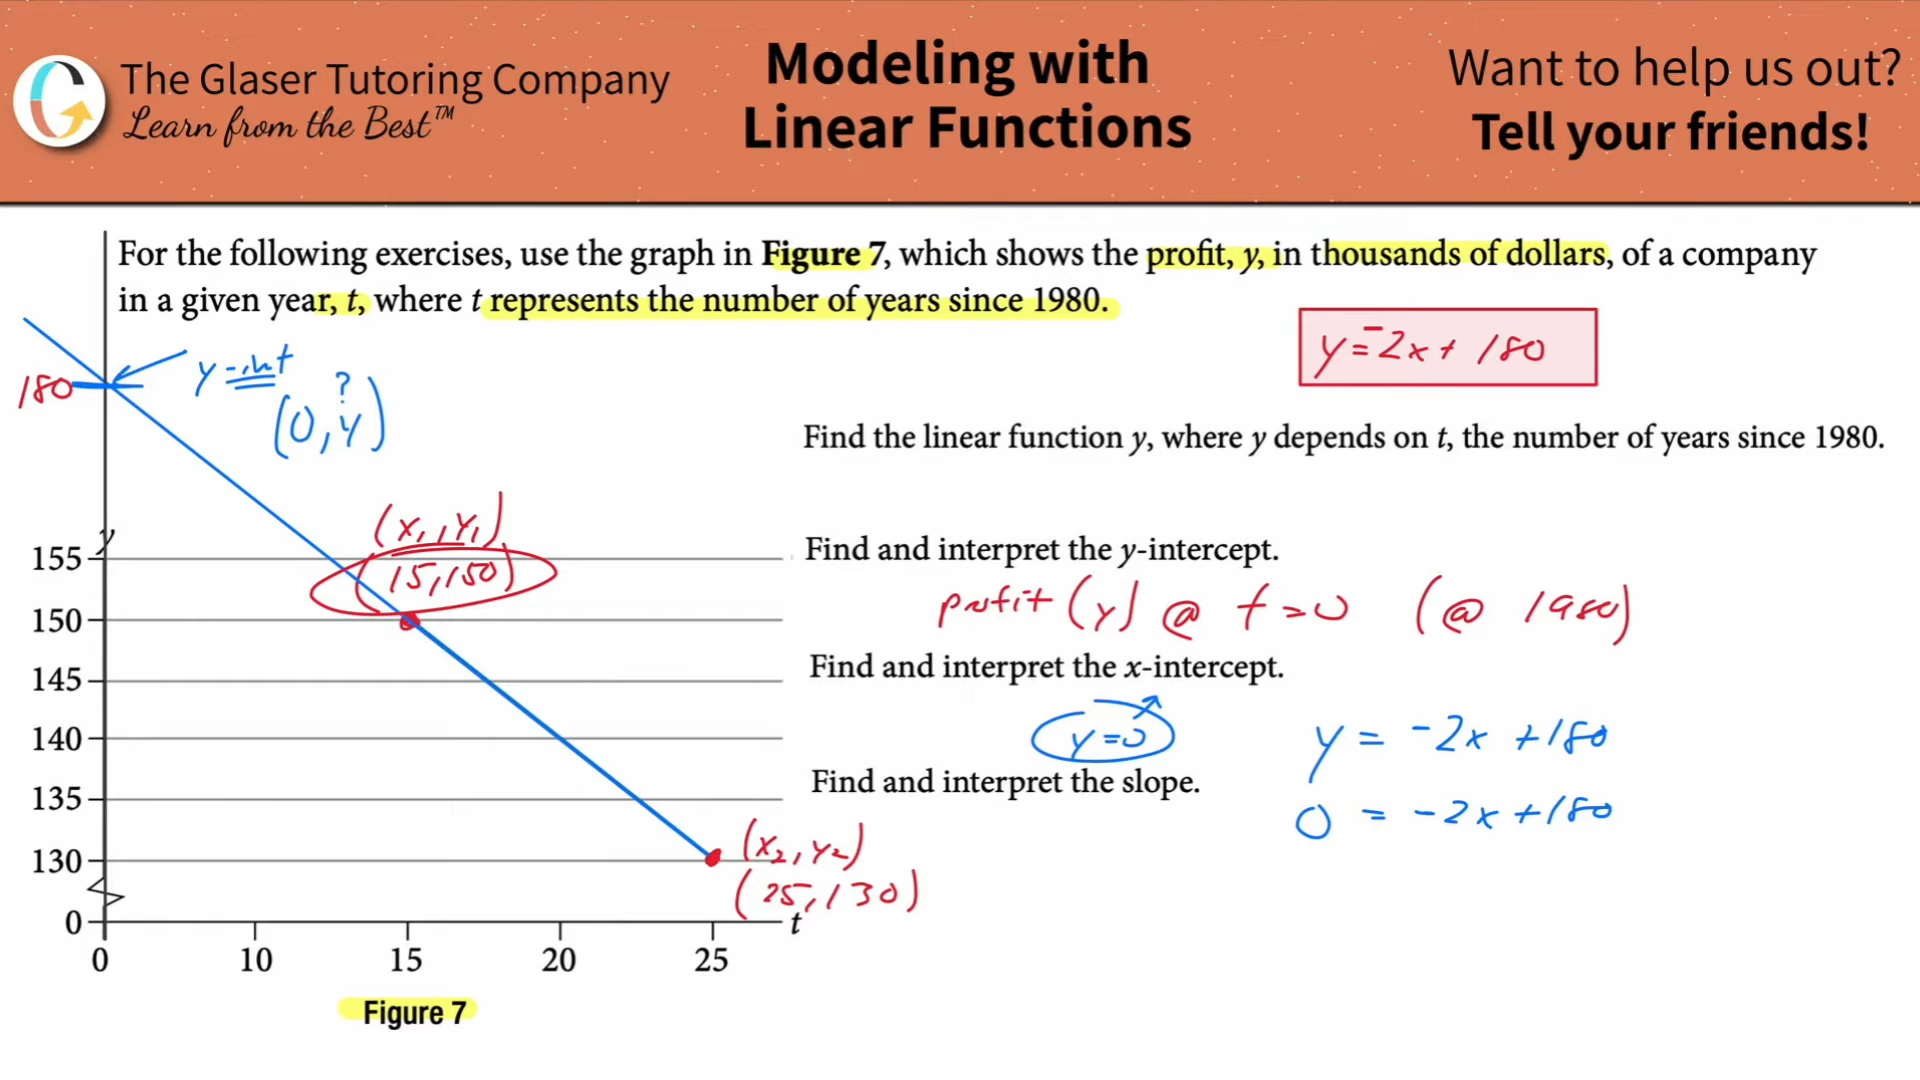 The Glaser Tutoring Company
Learn from the Best™
Modeling with
Linear Functions
Want to help us out?
Tell your friends!
For the following exercises, use the graph in Figure 7, which shows the profit, y, in thousands of dollars, of a company
in a given year, t, where t represents the number of years since 1980.
y = -2x + 180
180
y-int
?
(0, y)
Find the linear function y, where y depends on t, the number of years since 1980.
(x₁, y₁)
(15, 150)
y
155
150
145
140
135
130
0
Find and interpret the y-intercept.
profit (y) @ t = 0 (@ 1980)
Find and interpret the x-intercept.
y = 0
y = -2x + 180
Find and interpret the slope.
0 = -2x + 180
(x₂, y₂)
(25, 130)
t
0 10 15 20 25
Figure 7